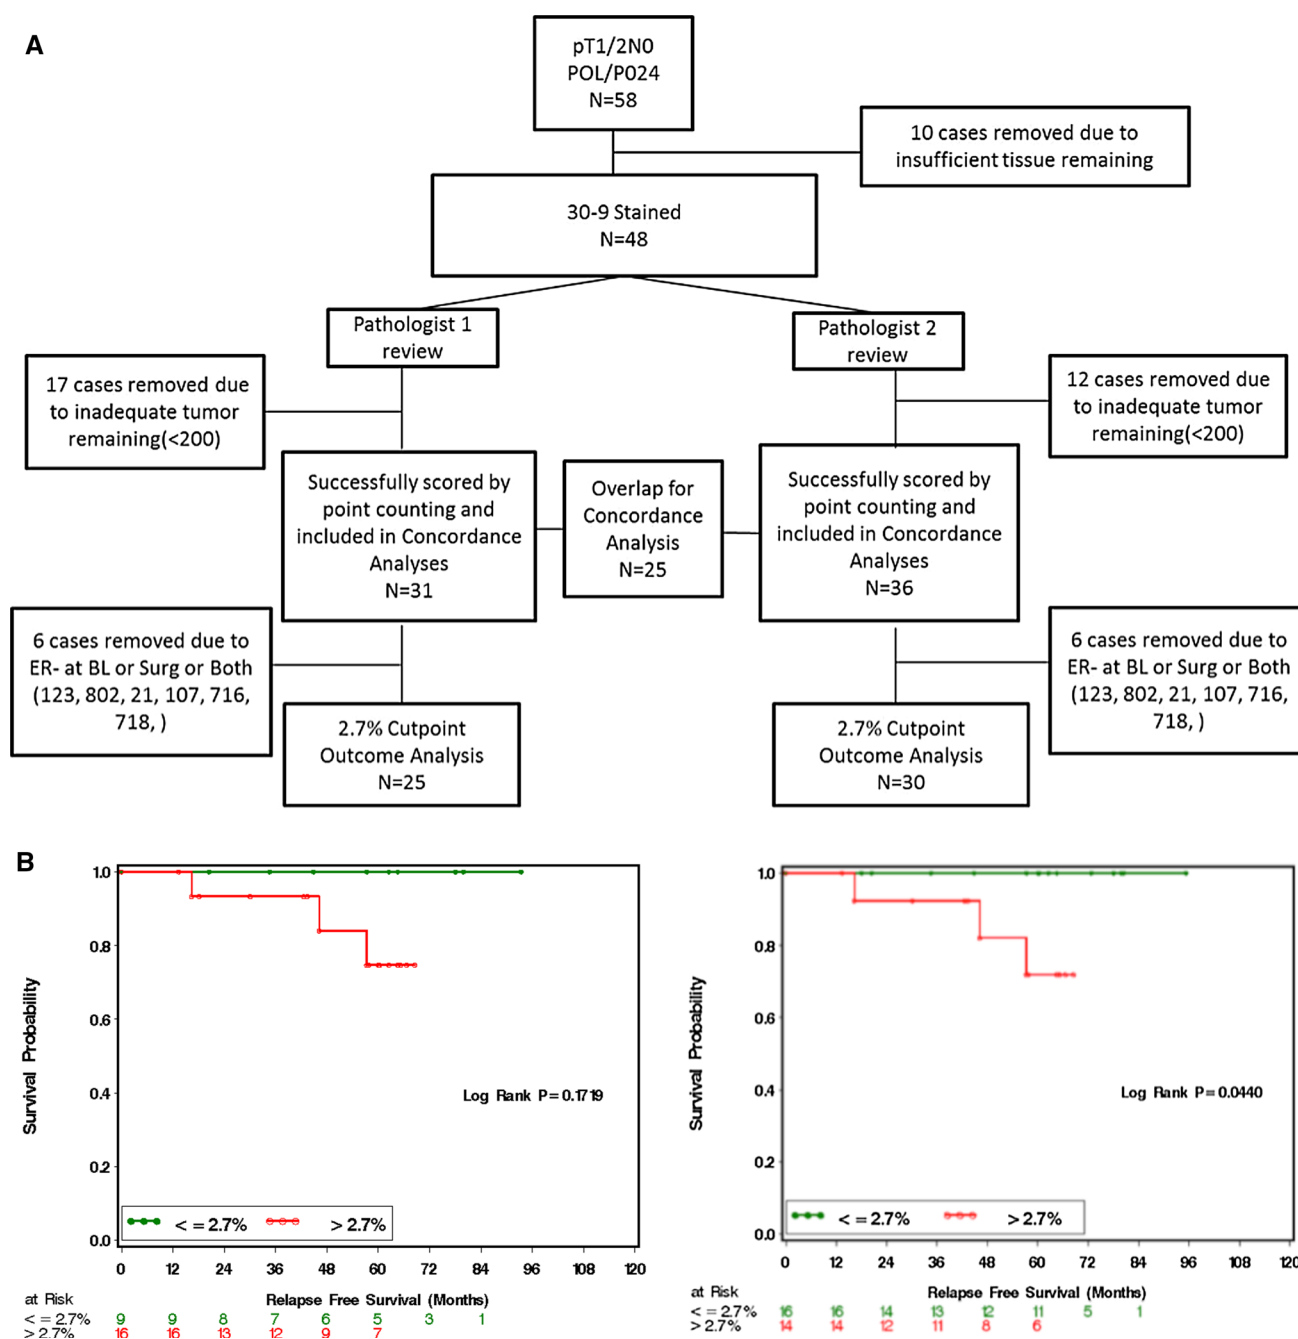 A
pT1/2N0
POL/P024
N=58
10 cases removed due to
insufficient tissue remaining
30-9 Stained
N=48
Pathologist 1
review
Pathologist 2
review
17 cases removed due
to inadequate tumor
remaining(<200)
12 cases removed due
to inadequate tumor
remaining(<200)
Successfully scored by
point counting and
included in Concordance
Analyses
N=31
Overlap for
Concordance
Analysis
N=25
Successfully scored by
point counting and
included in Concordance
Analyses
N=36
6 cases removed due to
ER- at BL or Surg or Both
(123, 802, 21, 107, 716,
718, )
6 cases removed due to
ER- at BL or Surg or Both
(123, 802, 21, 107, 716,
718, )
2.7% Cutpoint
Outcome Analysis
N=25
2.7% Cutpoint
Outcome Analysis
N=30
B
Survival Probability
1.0
0.8
0.6
0.4
0.2
0.0
Log Rank P=0.1719
<=2.7% >2.7%
0 12 24 36 48 60 72 84 96 108 120
Relapse Free Survival (Months)
at Risk
<=2.7% 9 9 8 7 6 5 3 1
>2.7% 16 16 13 12 9 7
Survival Probability
1.0
0.8
0.6
0.4
0.2
0.0
Log Rank P=0.0440
<=2.7% >2.7%
0 12 24 36 48 60 72 84 96 108 120
Relapse Free Survival (Months)
at Risk
<=2.7% 16 16 14 13 12 11 5 1
>2.7% 14 14 12 11 8 6